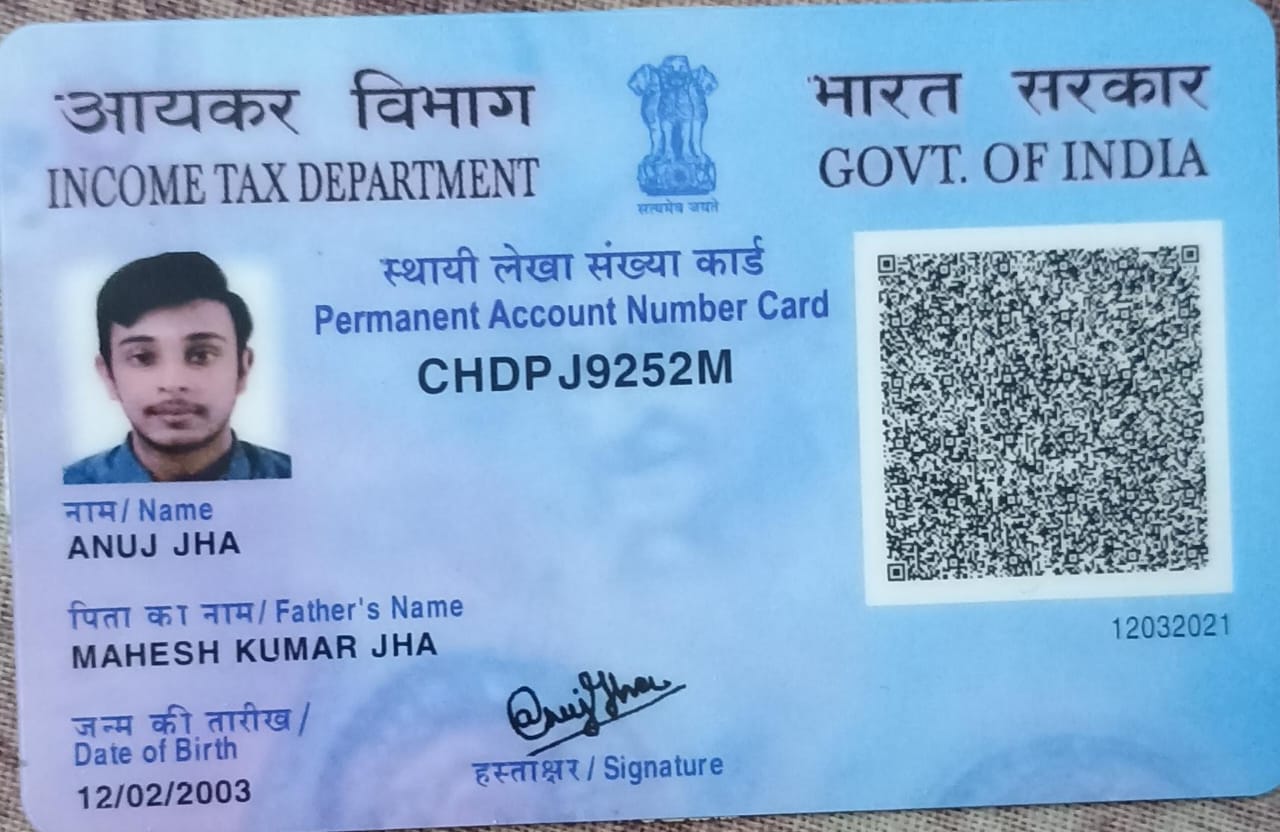 आयकर विभाग
INCOME TAX DEPARTMENT
सत्यमेव जयते
भारत सरकार
GOVT. OF INDIA
स्थायी लेखा संख्या कार्ड
Permanent Account Number Card
CHDPJ9252M
नाम/ Name
ANUJ JHA
पिता का नाम/ Father's Name
MAHESH KUMAR JHA
जन्म की तारीख/
Date of Birth
12/02/2003
Anuj Jha
हस्ताक्षर/ Signature
12032021